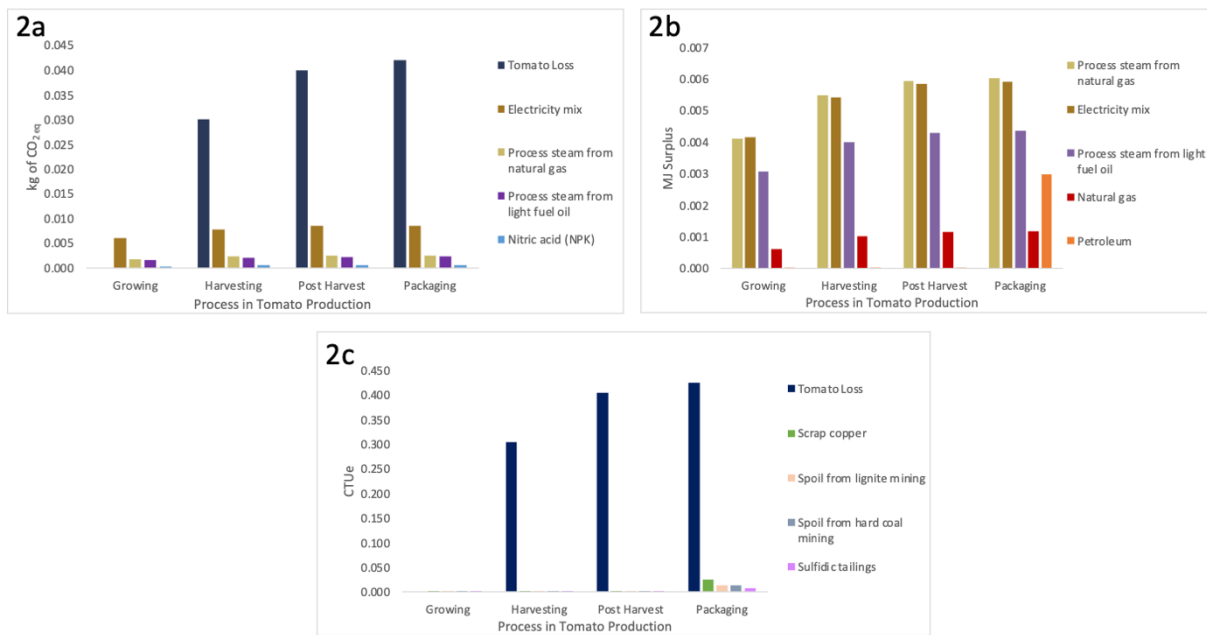 2a
kg of CO2 eq
0.045
0.040
0.035
0.030
0.025
0.020
0.015
0.010
0.005
0.000
Growing
Harvesting
Post Harvest
Packaging
Process in Tomato Production
Tomato Loss
Electricity mix
Process steam from
natural gas
Process steam from
light fuel oil
Nitric acid (NPK)
2b
MJ Surplus
0.007
0.006
0.005
0.004
0.003
0.002
0.001
0.000
Growing
Harvesting
Post Harvest
Packaging
Process in Tomato Production
Process steam from
natural gas
Electricity mix
Process steam from light
fuel oil
Natural gas
Petroleum
2c
CTUe
0.450
0.400
0.350
0.300
0.250
0.200
0.150
0.100
0.050
0.000
Growing
Harvesting
Post Harvest
Packaging
Process in Tomato Production
Tomato Loss
Scrap copper
Spoil from lignite mining
Spoil from hard coal
mining
Sulfidic tailings